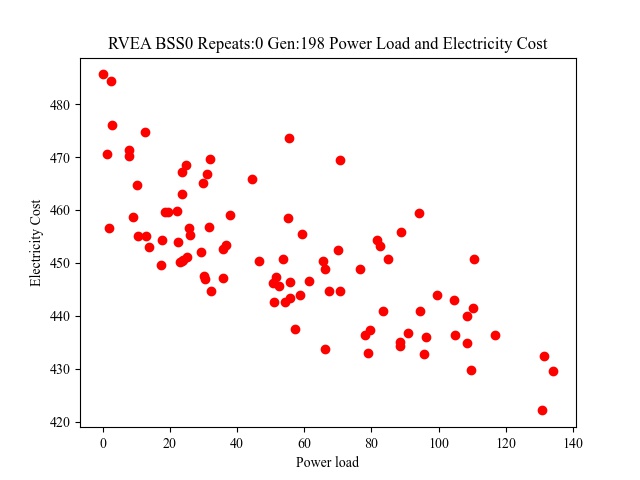 RVEA BSS0 Repeats:0 Gen:198 Power Load and Electricity Cost
480
470
460
450
440
430
420
Electricity Cost
0 20 40 60 80 100 120 140
Power load